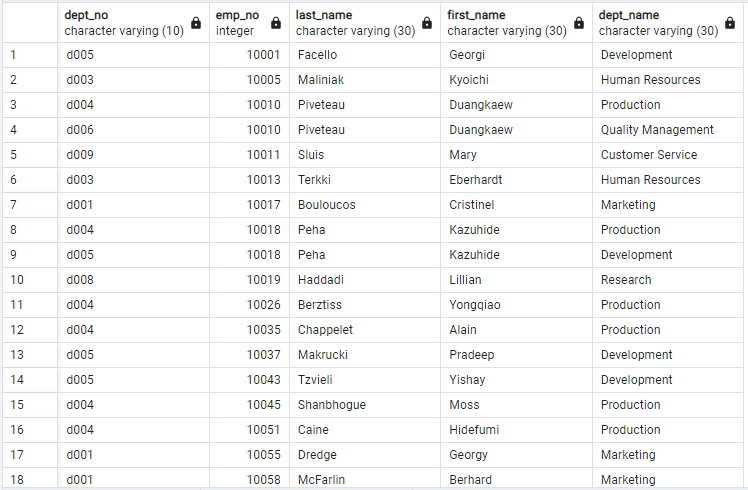 dept_no emp_no last_name first_name dept_name
character varying (10) integer character varying (30) character varying (30) character varying (30)
1 d005 10001 Facello Georgi Development
2 d003 10005 Maliniak Kyoichi Human Resources
3 d004 10010 Piveteau Duangkaew Production
4 d006 10010 Piveteau Duangkaew Quality Management
5 d009 10011 Sluis Mary Customer Service
6 d003 10013 Terkki Eberhardt Human Resources
7 d001 10017 Bouloucos Cristinel Marketing
8 d004 10018 Peha Kazuhide Production
9 d005 10018 Peha Kazuhide Development
10 d008 10019 Haddadi Lillian Research
11 d004 10026 Berztiss Yongqiao Production
12 d004 10035 Chappelet Alain Production
13 d005 10037 Makrucki Pradeep Development
14 d005 10043 Tzvieli Yishay Development
15 d004 10045 Shanbhogue Moss Production
16 d004 10051 Caine Hidefumi Production
17 d001 10055 Dredge Georgy Marketing
18 d001 10058 McFarlin Berhard Marketing